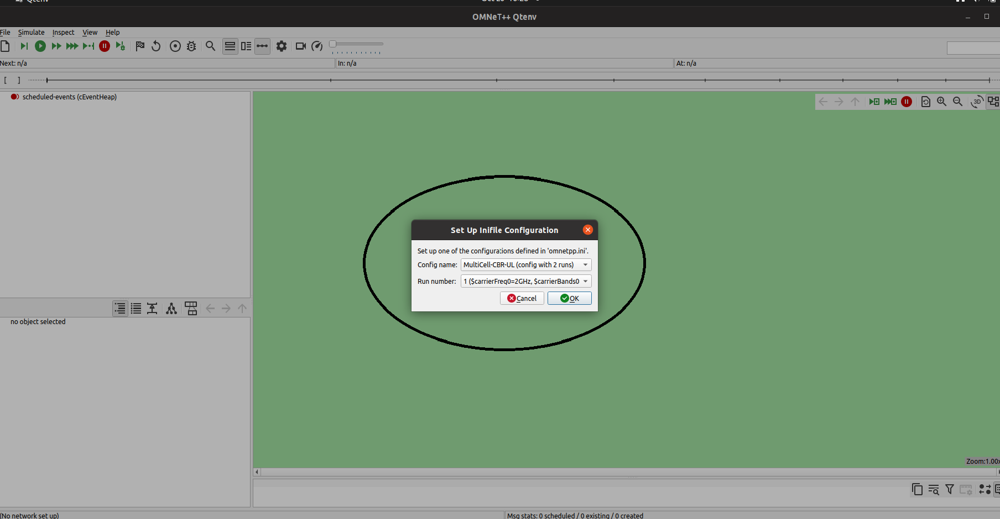 Qtenv
OMNeT++ Qtenv
File Simulate Inspect View Help
Next: n/a In: n/a At: n/a
[ ]
scheduled-events (cEventHeap)
3D
Set Up Inifile Configuration
Set up one of the configurations defined in 'omnetpp.ini'.
Config name: MultiCell-CBR-UL (config with 2 runs)
Run number: 1 ($carrierFreq0=2GHz, $carrierBands0
Cancel OK
no object selected
Zoom:1.00x
(No network set up) Msg stats: 0 scheduled / 0 existing / 0 created